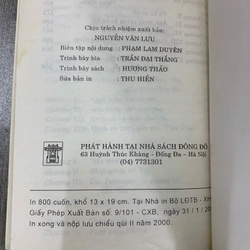 Chịu trách nhiệm xuất bản:
NGUYỄN VĂN LƯU
Biên tập nội dung : PHẠM LAM DUYÊN
Trình bày bìa : TRẦN ĐẠI THẮNG
Trình bày sách : HƯƠNG THẢO
Sửa bản in : THU HIỀN
PHÁT HÀNH TẠI NHÀ SÁCH ĐÔNG ĐÔ
63 Huỳnh Thúc Kháng - Đống Đa - Hà Nội
(04) 7731301
In 800 cuốn, khổ 13 x 19 cm. Tại Nhà in Bộ LĐTB - XH
Giấy Phép Xuất Bản số: 9/101 - CXB, ngày 31 / 1 / 20
In xong và nộp lưu chiểu quí II năm 2000.